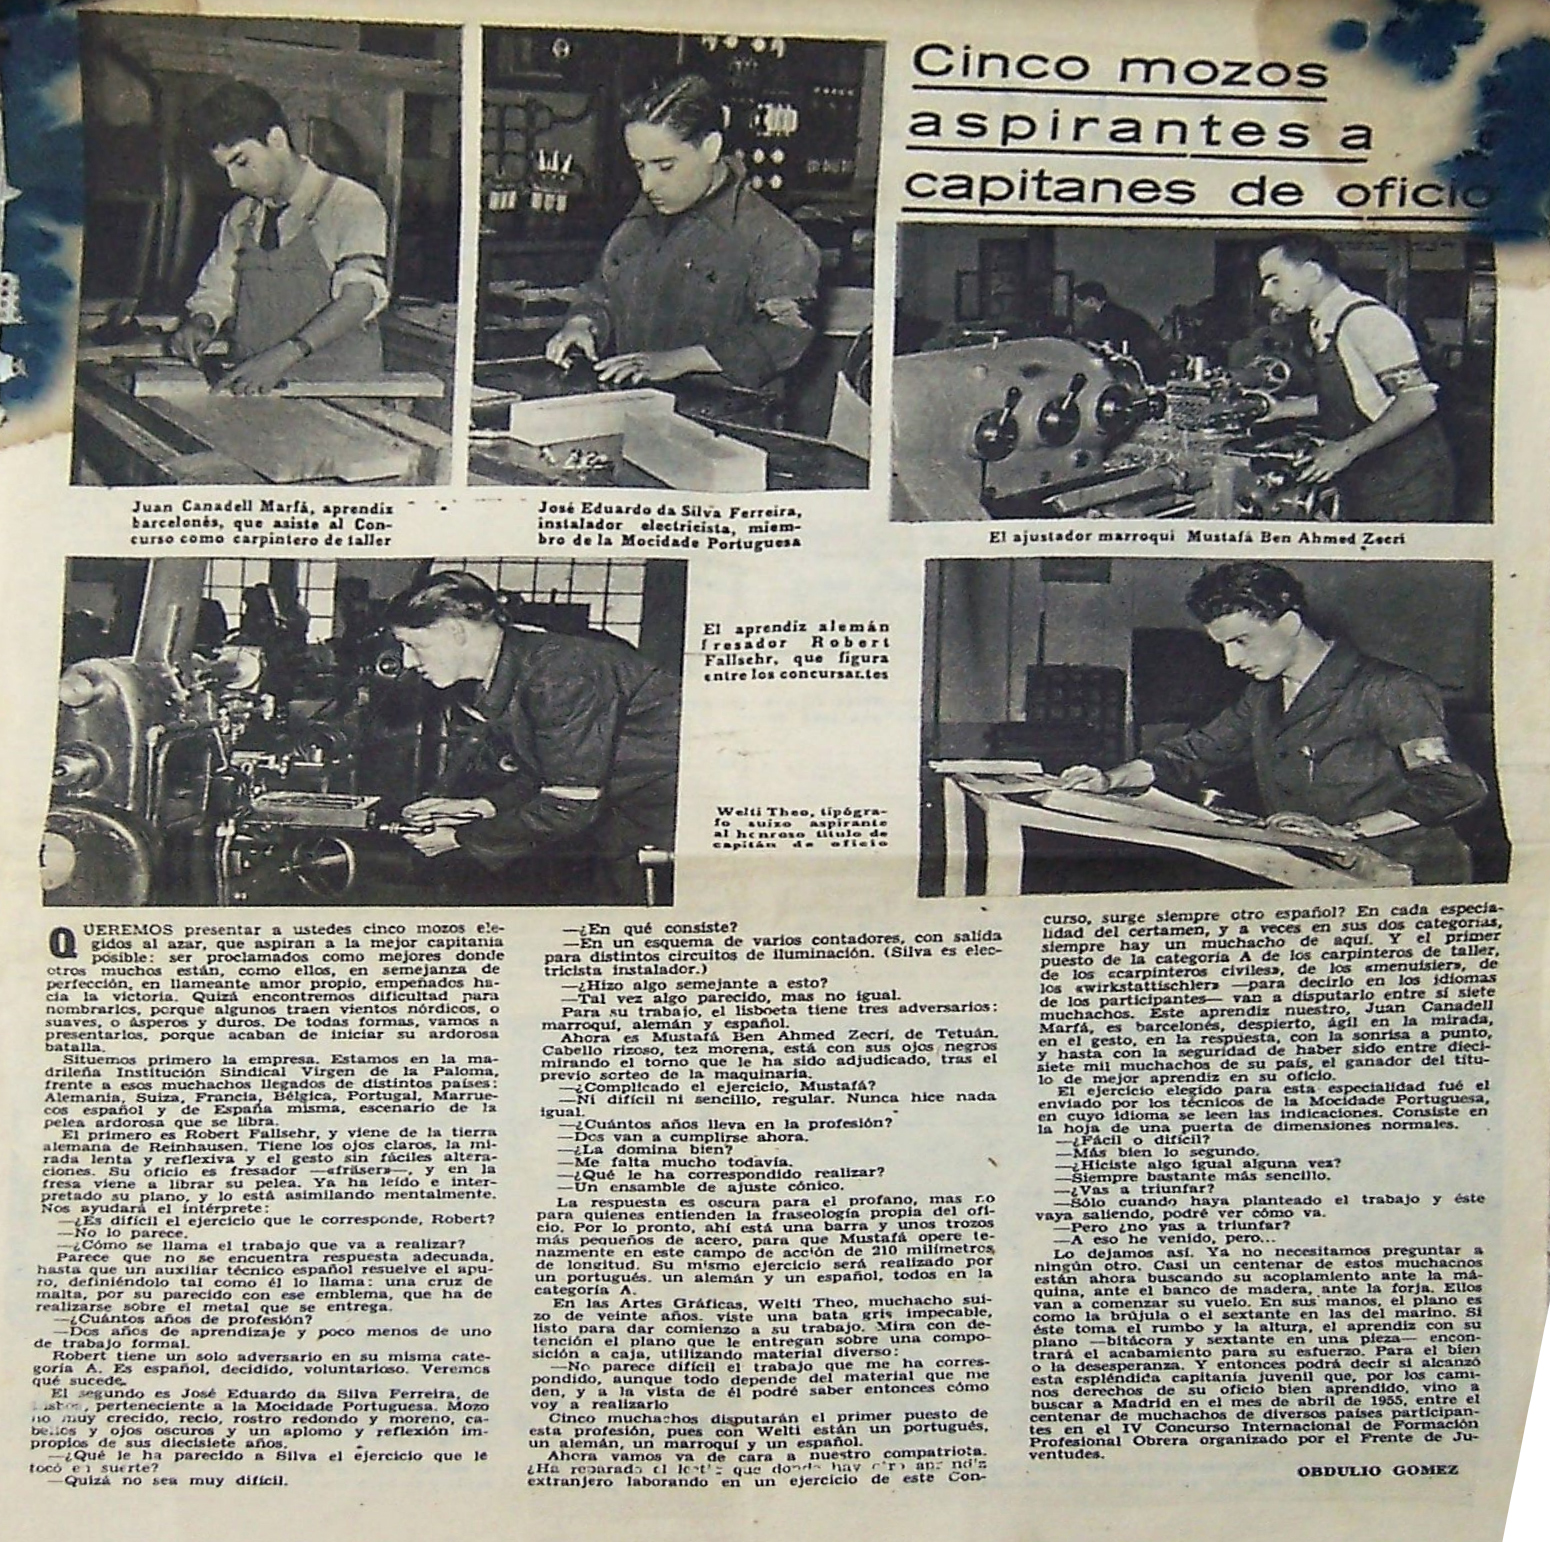 Cinco mozos
aspirantes a
capitanes de oficio
Juan Canadell Marfá, aprendiz
barcelonés, que asiste al Con-
curso como carpintero de taller
José Eduardo da Silva Ferreira,
instalador electricista, miem-
bro de la Mocidade Portuguesa
El ajustador marroquí Mustafá Ben Ahmed Zecri
El aprendiz alemán
fresador Robert
Fallsehr, que figura
entre los concursantes
Welti Theo, tipógra-
fo suizo aspirante
al honroso título de
capitán de oficio
QUEREMOS presentar a ustedes cinco mozos ele-
gidos al azar, que aspiran a la mejor capitanía
posible: ser proclamados como mejores donde
otros muchos están, como ellos, en semejanza de
perfección, en llameante amor propio, empeñados ha-
cia la victoria. Quizá encontremos dificultad para
nombrarlos, porque algunos traen vientos nórdicos, o
suaves, o ásperos y duros. De todas formas, vamos a
presentarlos, porque acaban de iniciar su ardorosa
batalla.
Situemos primero la empresa. Estamos en la ma-
drileña Institución Sindical Virgen de la Paloma,
frente a esos muchachos llegados de distintos países:
Alemania, Suiza, Francia, Bélgica, Portugal, Marrue-
cos español y de España misma, escenario de la
pelea ardorosa que se libra.
El primero es Robert Fallsehr, y viene de la tierra
alemana de Reinhausen. Tiene los ojos claros, la mi-
rada lenta y reflexiva y el gesto sin fáciles altera-
ciones. Su oficio es fresador —«fräser»—, y en la
fresa viene a librar su pelea. Ya ha leído e inter-
pretado su plano, y lo está asimilando mentalmente.
Nos ayudará el intérprete:
—¿Es difícil el ejercicio que le corresponde, Robert?
—No lo parece.
—¿Cómo se llama el trabajo que va a realizar?
Parece que no se encuentra respuesta adecuada,
hasta que un auxiliar técnico español resuelve el apu-
ro, definiéndolo tal como él lo llama: una cruz de
malta, por su parecido con ese emblema, que ha de
realizarse sobre el metal que se entrega.
—¿Cuántos años de profesión?
—Dos años de aprendizaje y poco menos de uno
de trabajo formal.
Robert tiene un solo adversario en su misma cate-
goría A. Es español, decidido, voluntarioso. Veremos
qué sucede.
El segundo es José Eduardo da Silva Ferreira, de
perteneciente a la Mocidade Portuguesa. Mozo
no muy crecido, recio, rostro redondo y moreno, ca-
bellos y ojos oscuros y un aplomo y reflexión im-
propios de sus diecisiete años.
—¿Qué le ha parecido a Silva el ejercicio que le
tocó en suerte?
—Quizá no sea muy difícil.
—¿En qué consiste?
—En un esquema de varios contadores, con salida
para distintos circuitos de iluminación. (Silva es elec-
tricista instalador.)
—¿Hizo algo semejante a esto?
—Tal vez algo parecido, mas no igual.
Para su trabajo, el lisboeta tiene tres adversarios:
marroquí, alemán y español.
Ahora es Mustafá Ben Ahmed Zecri, de Tetuán.
Cabello rizoso, tez morena, está con sus ojos negros
mirando el torno que le ha sido adjudicado, tras el
previo sorteo de la maquinaria.
—¿Complicado el ejercicio, Mustafá?
—Ni difícil ni sencillo, regular. Nunca hice nada
igual.
—¿Cuántos años lleva en la profesión?
—Dos van a cumplirse ahora.
—¿La domina bien?
—Me falta mucho todavía.
—¿Qué le ha correspondido realizar?
—Un ensamble de ajuste cónico.
La respuesta es oscura para el profano, mas no
para quienes entienden la fraseología propia del ofi-
cio. Por lo pronto, ahí está una barra y unos trozos
más pequeños de acero, para que Mustafá opere te-
nazmente en este campo de acción de 210 milímetros
de longitud. Su mismo ejercicio será realizado por
un portugués, un alemán y un español, todos en la
categoría A.
En las Artes Gráficas, Welti Theo, muchacho sui-
zo de veinte años, viste una bata gris impecable,
listo para dar comienzo a su trabajo. Mira con de-
tención el plano que le entregan sobre una compo-
sición a caja, utilizando material diverso:
—No parece difícil el trabajo que me ha corres-
pondido, aunque todo depende del material que me
den, y a la vista de él podré saber entonces cómo
voy a realizarlo
Cinco muchachos disputarán el primer puesto de
esta profesión, pues con Welti están un portugués,
un alemán, un marroquí y un español.
Ahora vamos va de cara a nuestro compatriota.
¿Ha reparado el que donde hay
extranjero laborando en un ejercicio de este Con-
curso, surge siempre otro español? En cada especia-
lidad del certamen, y a veces en sus dos categorías,
siempre hay un muchacho de aquí. Y el primer
puesto de la categoría A de los carpinteros de taller,
de los «carpinteros civiles», de los «menuisier», de
los «wirkstattischler» —para decirlo en los idiomas
de los participantes— van a disputarlo entre sí siete
muchachos. Este aprendiz nuestro, Juan Canadell
Marfá, es barcelonés, despierto, ágil en la mirada,
en el gesto, en la respuesta, con la sonrisa a punto,
y hasta con la seguridad de haber sido entre dieci-
siete mil muchachos de su país, el ganador del títu-
lo de mejor aprendiz en su oficio.
El ejercicio elegido para esta especialidad fué el
enviado por los técnicos de la Mocidade Portuguesa,
en cuyo idioma se leen las indicaciones. Consiste en
la hoja de una puerta de dimensiones normales.
—¿Fácil o difícil?
—Más bien lo segundo.
—¿Hiciste algo igual alguna vez?
—Siempre bastante más sencillo.
—¿Vas a triunfar?
—Sólo cuando haya planteado el trabajo y éste
vaya saliendo, podré ver cómo va.
—Pero ¿no vas a triunfar?
—A eso he venido, pero...
Lo dejamos así. Ya no necesitamos preguntar a
ningún otro. Casi un centenar de estos muchachos
están ahora buscando su acoplamiento ante la má-
quina, ante el banco de madera, ante la forja. Ellos
van a comenzar su vuelo. En sus manos, el plano es
como la brújula o el sextante en las del marino. Si
éste toma el rumbo y la altura, el aprendiz con su
plano —bitácora y sextante en una pieza— encon-
trará el acabamiento para su esfuerzo. Para el bien
o la desesperanza. Y entonces podrá decir si alcanzó
esta espléndida capitanía juvenil que, por los cami-
nos derechos de su oficio bien aprendido, vino a
buscar a Madrid en el mes de abril de 1955, entre el
centenar de muchachos de diversos países participan-
tes en el IV Concurso Internacional de Formación
Profesional Obrera organizado por el Frente de Ju-
ventudes.
OBDULIO GOMEZ